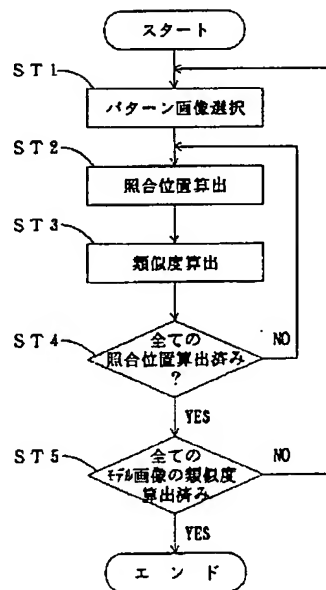 スタート
ST1
パターン画像選択
ST2
照合位置算出
ST3
類似度算出
ST4
全ての
照合位置算出済み
?
NO
YES
ST5
全ての
モデル画像の類似度
算出済み
NO
YES
エンド